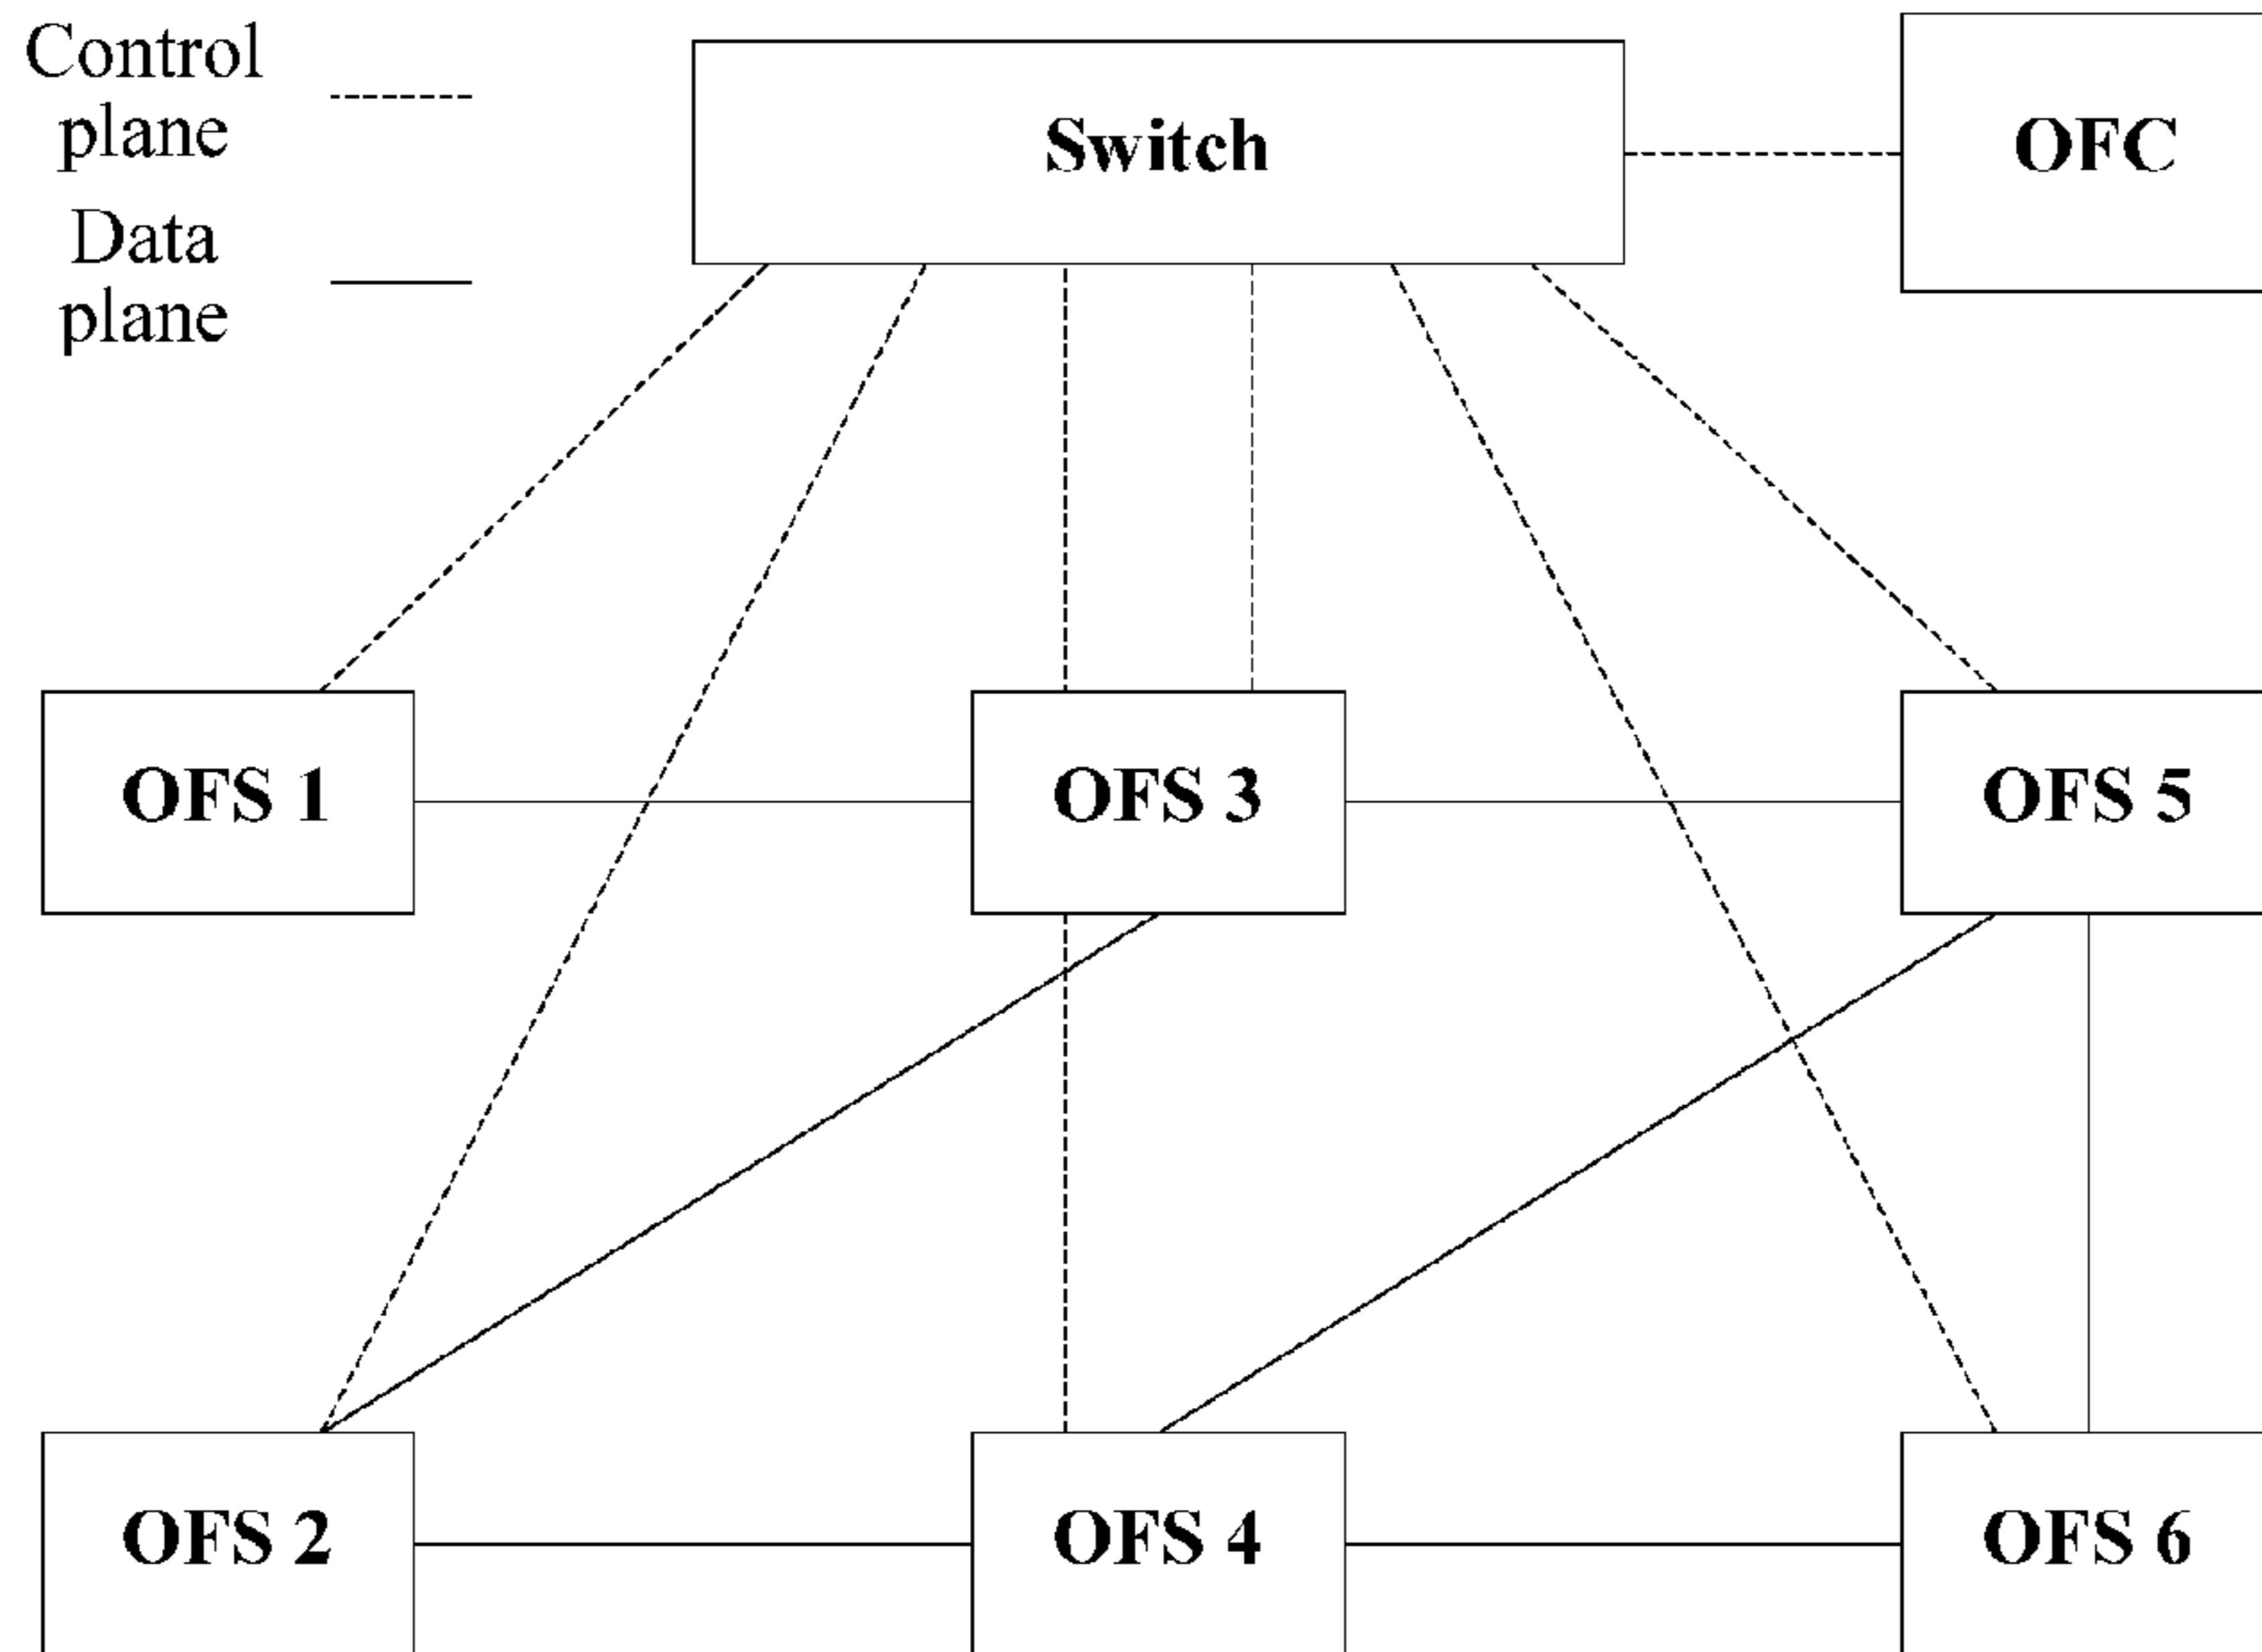 Control
plane
Data
plane
Switch
OFC
OFS 1
OFS 3
OFS 5
OFS 2
OFS 4
OFS 6